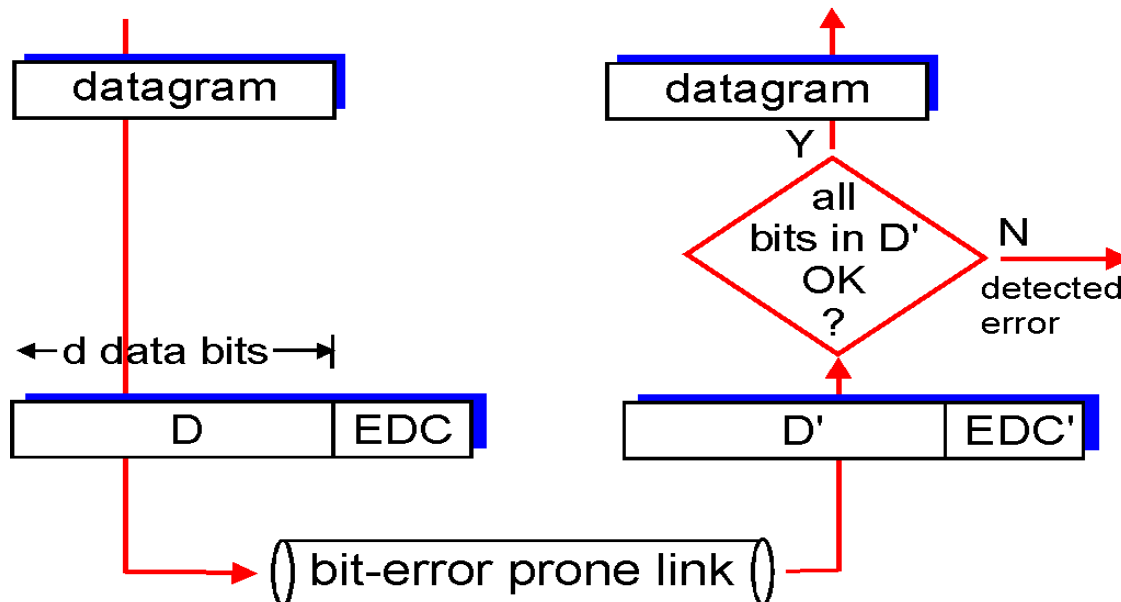 datagram
datagram
Y
all
bits in D'
OK
?
N
detected
error
d data bits
D
EDC
D'
EDC'
bit-error prone link